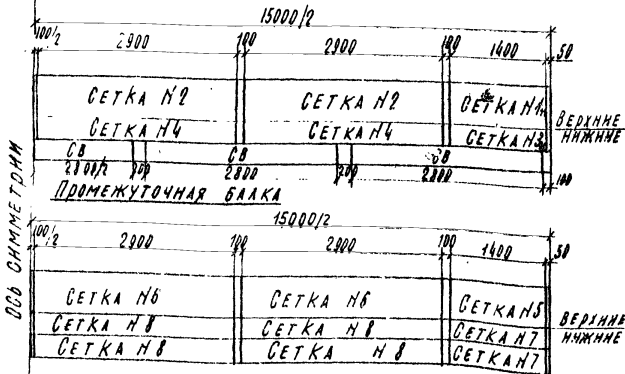 15000/2
100/2 2900 100 2900 100 1400 50
СЕТКА N2 СЕТКА N2 СЕТКА N1
ВЕРХНИЕ
СЕТКА N4 СЕТКА N4 СЕТКА N3
НИЖНИЕ
СВ СВ СВ
2800/2 200 2800 200 2800 100
ПРОМЕЖУТОЧНАЯ БАЛКА
ОСЬ СИММЕТРИИ
15000/2
100/2 2900 100 2900 100 1400 50
СЕТКА N6 СЕТКА N6 СЕТКА N5
ВЕРХНИЕ
СЕТКА N8 СЕТКА N8 СЕТКА N7
НИЖНИЕ
СЕТКА N8 СЕТКА N8 СЕТКА N7